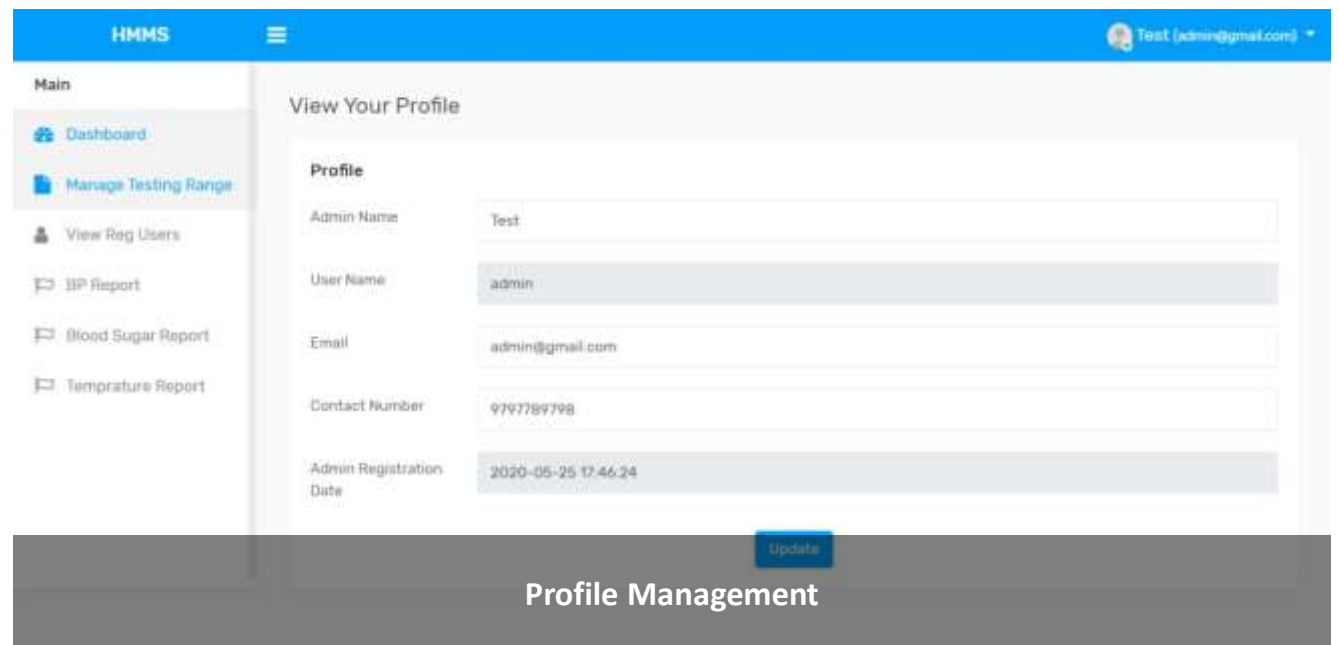 HMMS
Test (admin@gmail.com)
Main
Dashboard
Manage Testing Range
View Reg Users
BP Report
Blood Sugar Report
Temprature Report
View Your Profile
Profile
Admin Name
Test
User Name
admin
Email
admin@gmail.com
Contact Number
9797789798
Admin Registration
Date
2020-05-25 17:46:24
Update
Profile Management